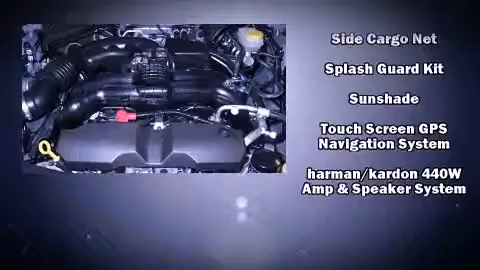 Side Cargo Net
Splash Guard Kit
Sunshade
Touch Screen GPS
Navigation System
harman/kardon 440W
Amp & Speaker System